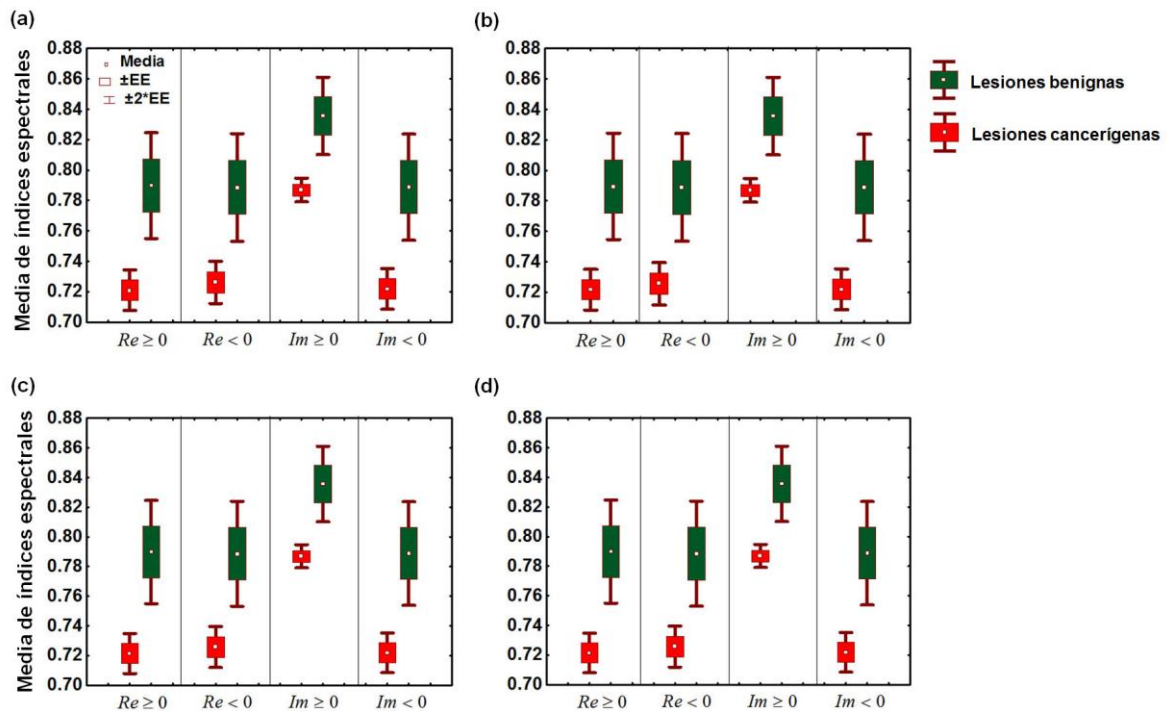 (a)
Media de índices espectrales
0.88
0.86
0.84
0.82
0.80
0.78
0.76
0.74
0.72
0.70
Media
±EE
±2*EE
Re ≥ 0
Re < 0
Im ≥ 0
Im < 0
(b)
0.88
0.86
0.84
0.82
0.80
0.78
0.76
0.74
0.72
0.70
Re ≥ 0
Re < 0
Im ≥ 0
Im < 0
Lesiones benignas
Lesiones cancerígenas
(c)
Media de índices espectrales
0.88
0.86
0.84
0.82
0.80
0.78
0.76
0.74
0.72
0.70
Re ≥ 0
Re < 0
Im ≥ 0
Im < 0
(d)
0.88
0.86
0.84
0.82
0.80
0.78
0.76
0.74
0.72
0.70
Re ≥ 0
Re < 0
Im ≥ 0
Im < 0